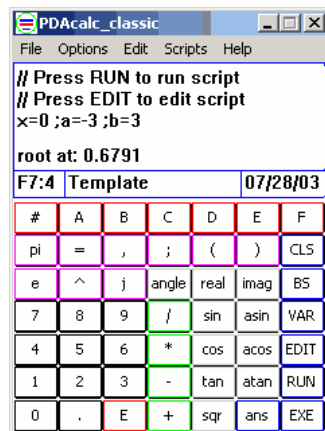 PDAcalc_classic
File Options Edit Scripts Help
// Press RUN to run script
// Press EDIT to edit script
x=0 ;a=-3 ;b=3
root at: 0.6791
F7:4 Template 07/28/03
# A B C D E F
pi = , ; ( ) CLS
e ^ j angle real imag BS
7 8 9 / sin asin VAR
4 5 6 * cos acos EDIT
1 2 3 - tan atan RUN
0 . E + sqr ans EXE